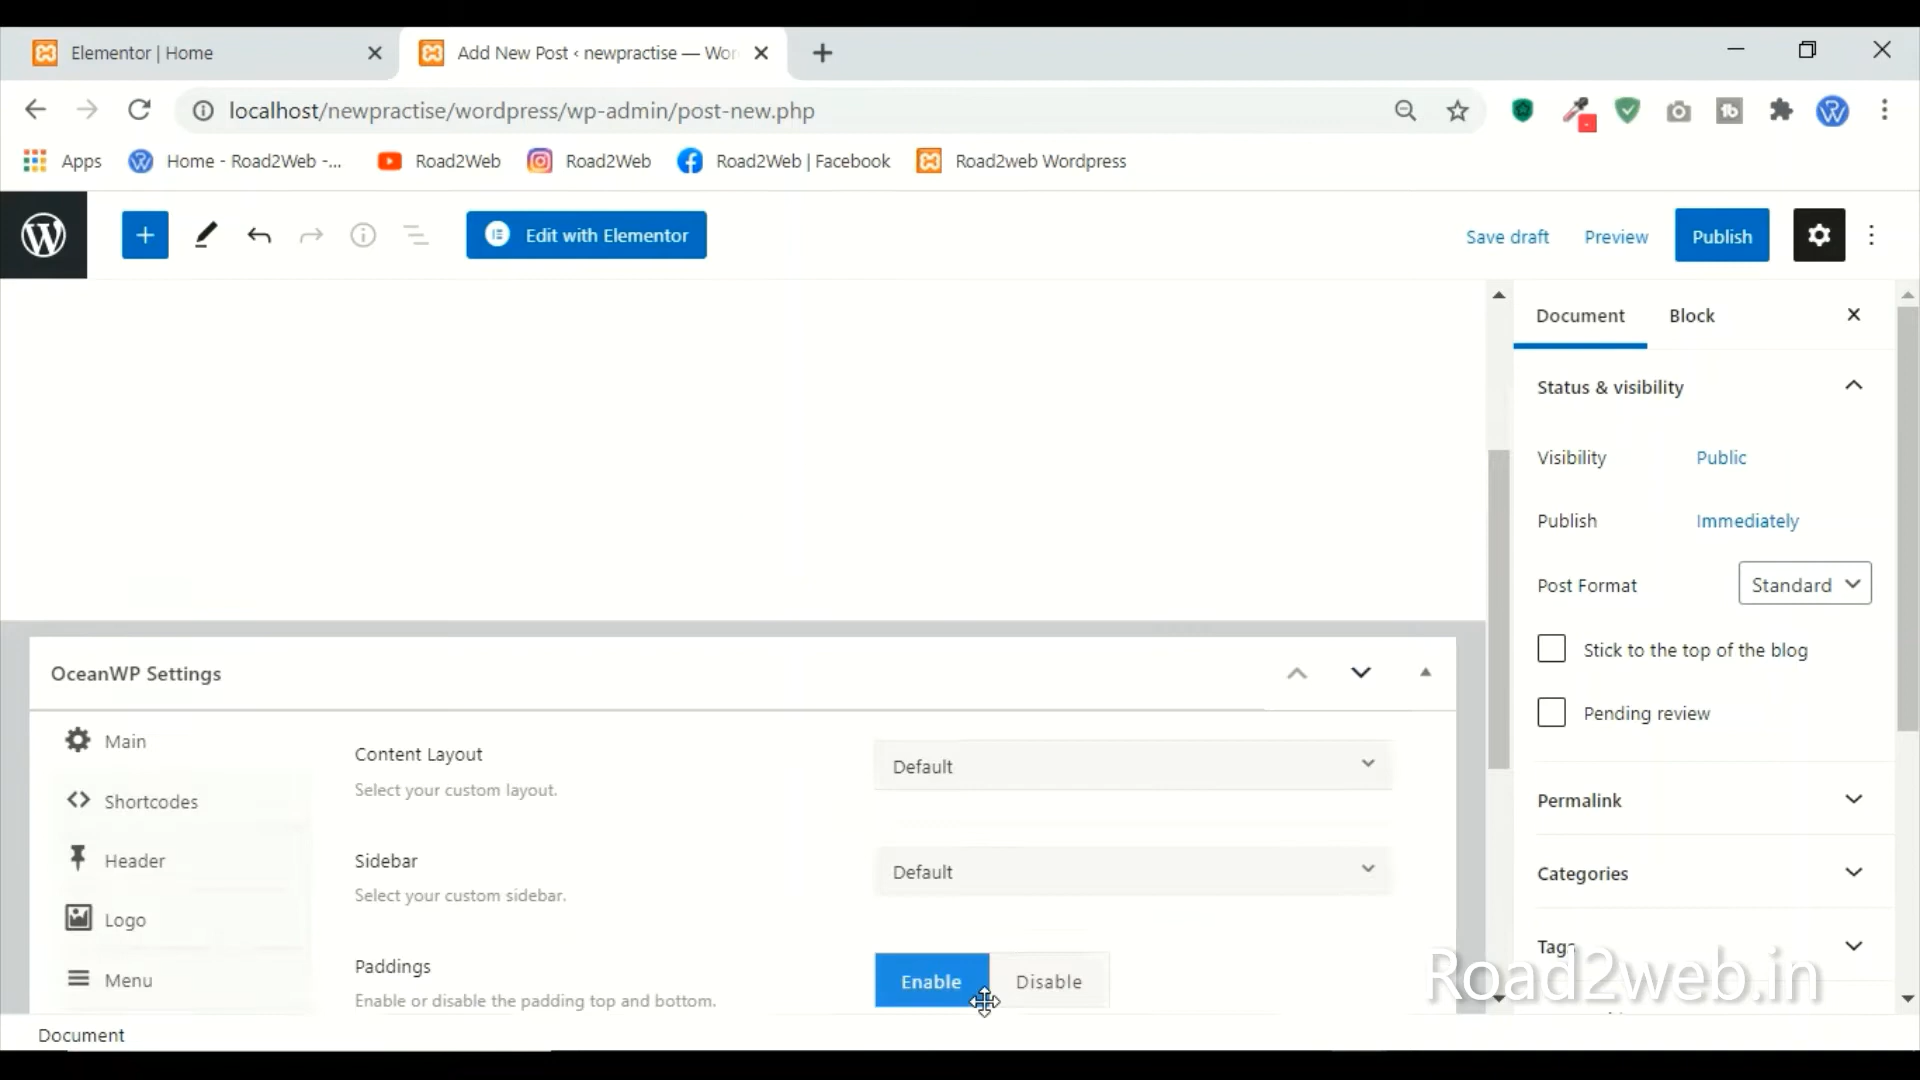 Elementor | Home
Add New Post ‹ newpractise — Wor
localhost/newpractise/wordpress/wp-admin/post-new.php
Apps
Home - Road2Web -...
Road2Web
Road2Web
Road2Web | Facebook
Road2web Wordpress
Edit with Elementor
Save draft
Preview
Publish
Document
Block
Status & visibility
Visibility
Public
Publish
Immediately
Post Format
Standard
Stick to the top of the blog
Pending review
Permalink
Categories
Tags
OceanWP Settings
Main
Shortcodes
Header
Logo
Menu
Content Layout
Select your custom layout.
Default
Sidebar
Select your custom sidebar.
Default
Paddings
Enable or disable the padding top and bottom.
Enable
Disable
Road2web.in
Document